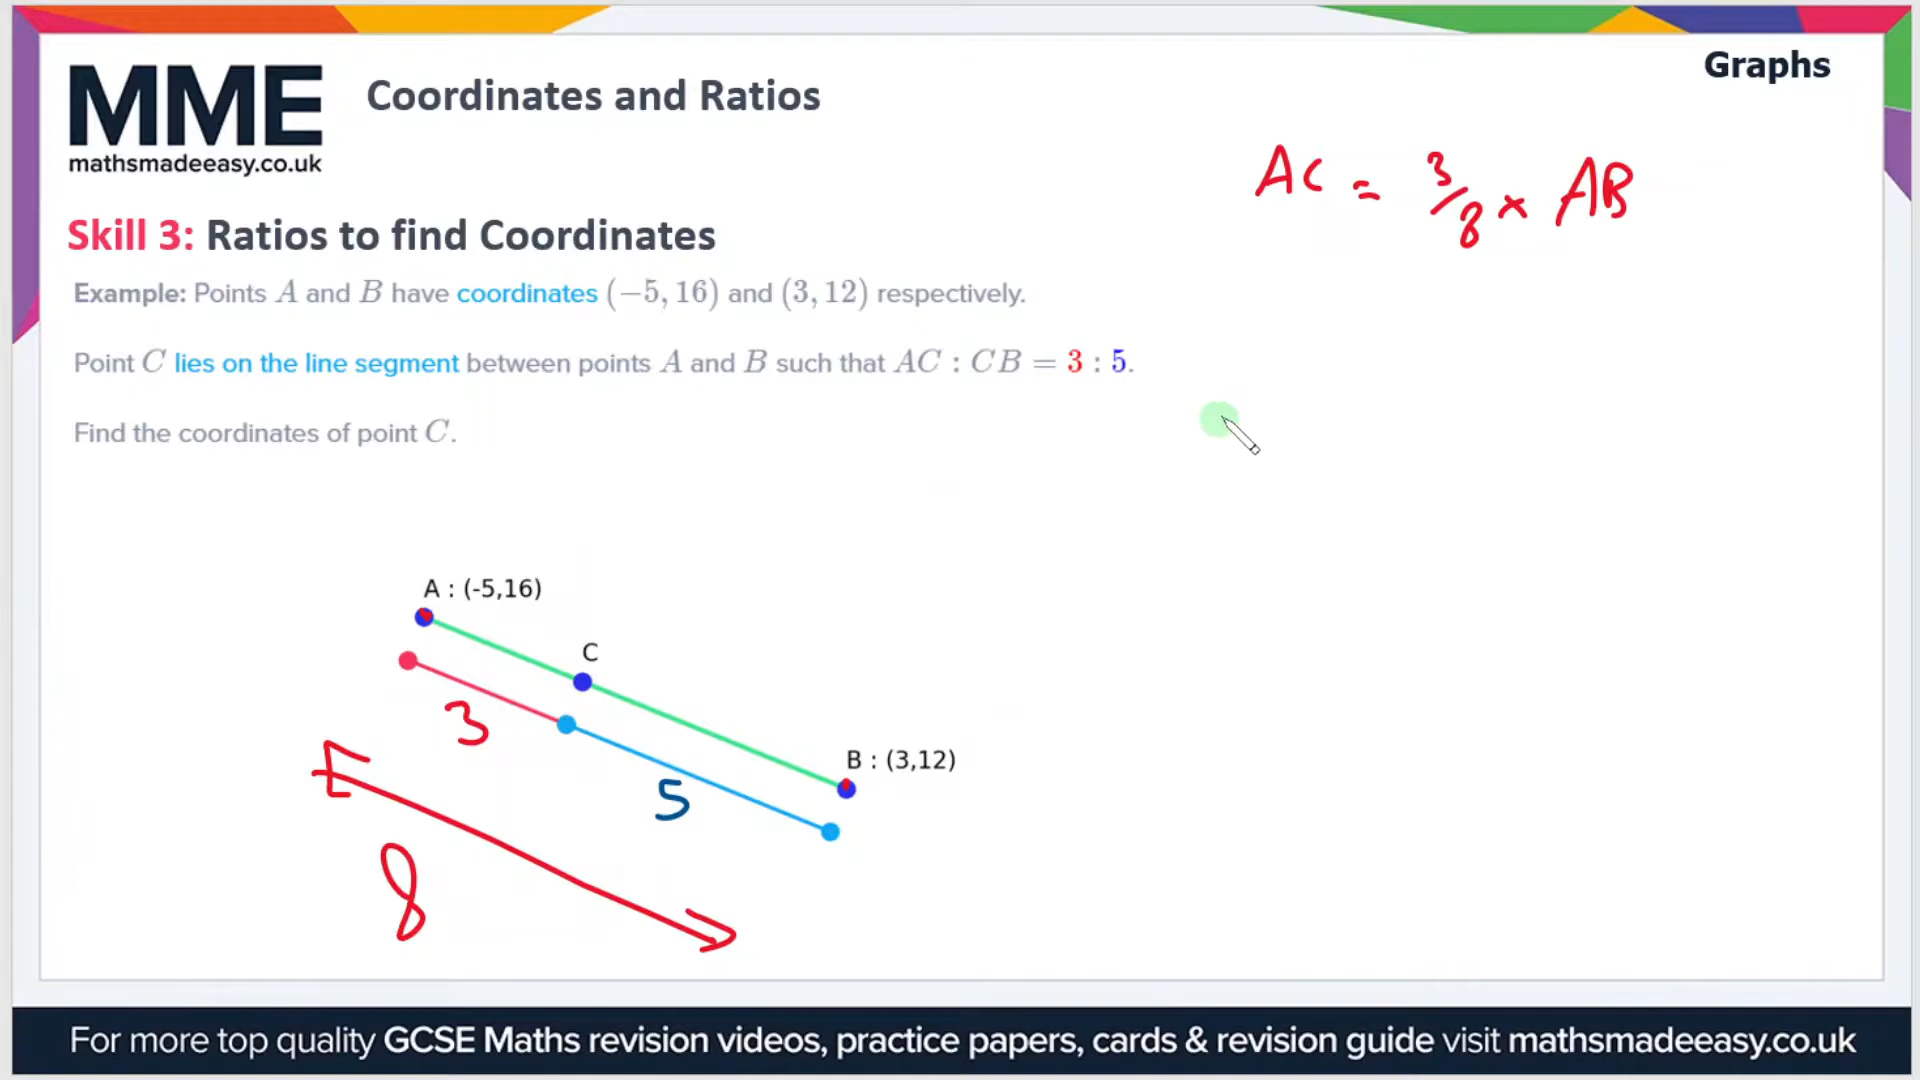 Graphs
MME
mathsmadeeasy.co.uk
Coordinates and Ratios
AC = 3/8 × AB
Skill 3: Ratios to find Coordinates
Example: Points A and B have coordinates (−5, 16) and (3, 12) respectively.
Point C lies on the line segment between points A and B such that AC : CB = 3 : 5.
Find the coordinates of point C.
A : (-5,16)
C
3
B : (3,12)
5
8
For more top quality GCSE Maths revision videos, practice papers, cards & revision guide visit mathsmadeeasy.co.uk